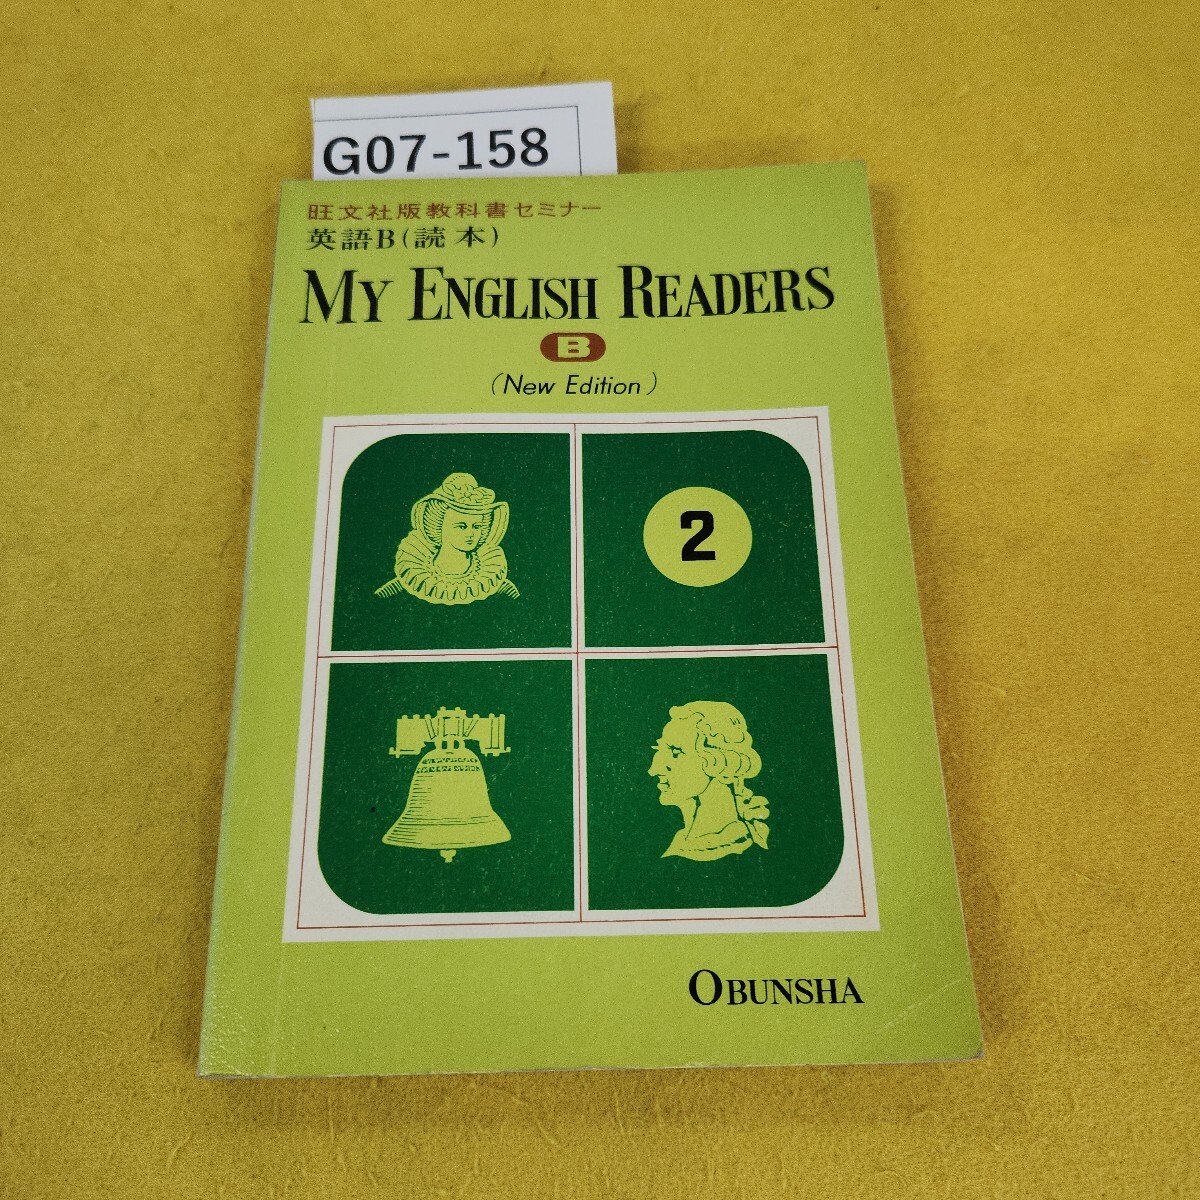 G07-158
旺文社版教科書セミナー
英語B(読本)
MY ENGLISH READERS
B
(New Edition)
2
OBUNSHA